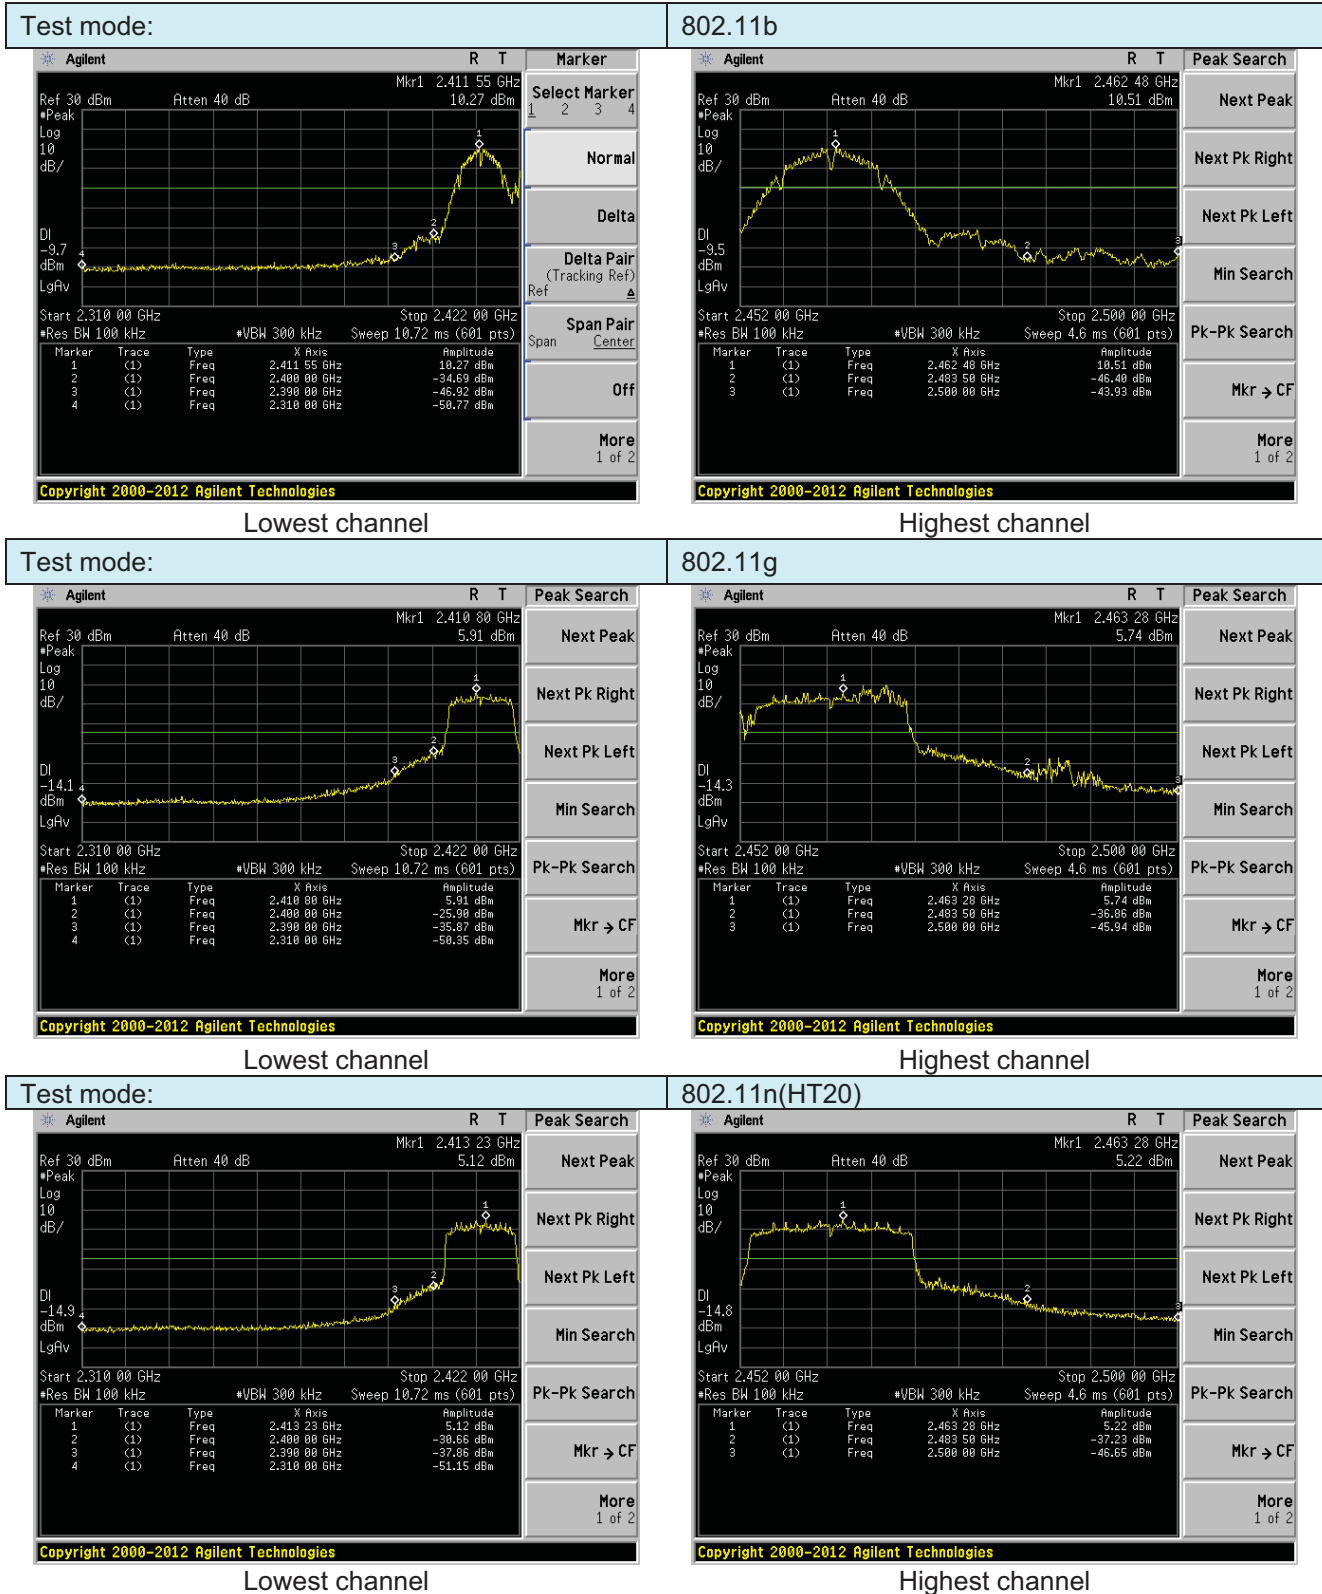 Test mode: 802.11b
Agilent R T Marker
Mkr1 2.411 55 GHz
Ref 30 dBm Atten 40 dB 10.27 dBm
#Peak
Log
10
dB/
DI
-9.7
dBm
LgAv
1
2
3
4
Start 2.310 00 GHz Stop 2.422 00 GHz
#Res BW 100 kHz #VBW 300 kHz Sweep 10.72 ms (601 pts)
Marker Trace Type X Axis Amplitude
1 (1) Freq 2.411 55 GHz 10.27 dBm
2 (1) Freq 2.400 00 GHz -34.69 dBm
3 (1) Freq 2.390 00 GHz -46.92 dBm
4 (1) Freq 2.310 00 GHz -50.77 dBm
Copyright 2000-2012 Agilent Technologies
Select Marker
1 2 3 4
Normal
Delta
Delta Pair
(Tracking Ref)
Ref Δ
Span Pair
Span Center
Off
More
1 of 2
Lowest channel
Agilent R T Peak Search
Mkr1 2.462 48 GHz
Ref 30 dBm Atten 40 dB 10.51 dBm
#Peak
Log
10
dB/
DI
-9.5
dBm
LgAv
1
2
3
Start 2.452 00 GHz Stop 2.500 00 GHz
#Res BW 100 kHz #VBW 300 kHz Sweep 4.6 ms (601 pts)
Marker Trace Type X Axis Amplitude
1 (1) Freq 2.462 48 GHz 10.51 dBm
2 (1) Freq 2.483 50 GHz -46.40 dBm
3 (1) Freq 2.500 00 GHz -43.93 dBm
Copyright 2000-2012 Agilent Technologies
Next Peak
Next Pk Right
Next Pk Left
Min Search
Pk-Pk Search
Mkr → CF
More
1 of 2
Highest channel
Test mode: 802.11g
Agilent R T Peak Search
Mkr1 2.410 80 GHz
Ref 30 dBm Atten 40 dB 5.91 dBm
#Peak
Log
10
dB/
DI
-14.1
dBm
LgAv
1
2
3
4
Start 2.310 00 GHz Stop 2.422 00 GHz
#Res BW 100 kHz #VBW 300 kHz Sweep 10.72 ms (601 pts)
Marker Trace Type X Axis Amplitude
1 (1) Freq 2.410 80 GHz 5.91 dBm
2 (1) Freq 2.400 00 GHz -25.90 dBm
3 (1) Freq 2.390 00 GHz -35.87 dBm
4 (1) Freq 2.310 00 GHz -50.35 dBm
Copyright 2000-2012 Agilent Technologies
Next Peak
Next Pk Right
Next Pk Left
Min Search
Pk-Pk Search
Mkr → CF
More
1 of 2
Lowest channel
Agilent R T Peak Search
Mkr1 2.463 28 GHz
Ref 30 dBm Atten 40 dB 5.74 dBm
#Peak
Log
10
dB/
DI
-14.3
dBm
LgAv
1
2
3
Start 2.452 00 GHz Stop 2.500 00 GHz
#Res BW 100 kHz #VBW 300 kHz Sweep 4.6 ms (601 pts)
Marker Trace Type X Axis Amplitude
1 (1) Freq 2.463 28 GHz 5.74 dBm
2 (1) Freq 2.483 50 GHz -36.86 dBm
3 (1) Freq 2.500 00 GHz -45.94 dBm
Copyright 2000-2012 Agilent Technologies
Next Peak
Next Pk Right
Next Pk Left
Min Search
Pk-Pk Search
Mkr → CF
More
1 of 2
Highest channel
Test mode: 802.11n(HT20)
Agilent R T Peak Search
Mkr1 2.413 23 GHz
Ref 30 dBm Atten 40 dB 5.12 dBm
#Peak
Log
10
dB/
DI
-14.9
dBm
LgAv
1
2
3
4
Start 2.310 00 GHz Stop 2.422 00 GHz
#Res BW 100 kHz #VBW 300 kHz Sweep 10.72 ms (601 pts)
Marker Trace Type X Axis Amplitude
1 (1) Freq 2.413 23 GHz 5.12 dBm
2 (1) Freq 2.400 00 GHz -30.66 dBm
3 (1) Freq 2.390 00 GHz -37.86 dBm
4 (1) Freq 2.310 00 GHz -51.15 dBm
Copyright 2000-2012 Agilent Technologies
Next Peak
Next Pk Right
Next Pk Left
Min Search
Pk-Pk Search
Mkr → CF
More
1 of 2
Lowest channel
Agilent R T Peak Search
Mkr1 2.463 28 GHz
Ref 30 dBm Atten 40 dB 5.22 dBm
#Peak
Log
10
dB/
DI
-14.8
dBm
LgAv
1
2
3
Start 2.452 00 GHz Stop 2.500 00 GHz
#Res BW 100 kHz #VBW 300 kHz Sweep 4.6 ms (601 pts)
Marker Trace Type X Axis Amplitude
1 (1) Freq 2.463 28 GHz 5.22 dBm
2 (1) Freq 2.483 50 GHz -37.23 dBm
3 (1) Freq 2.500 00 GHz -46.65 dBm
Copyright 2000-2012 Agilent Technologies
Next Peak
Next Pk Right
Next Pk Left
Min Search
Pk-Pk Search
Mkr → CF
More
1 of 2
Highest channel